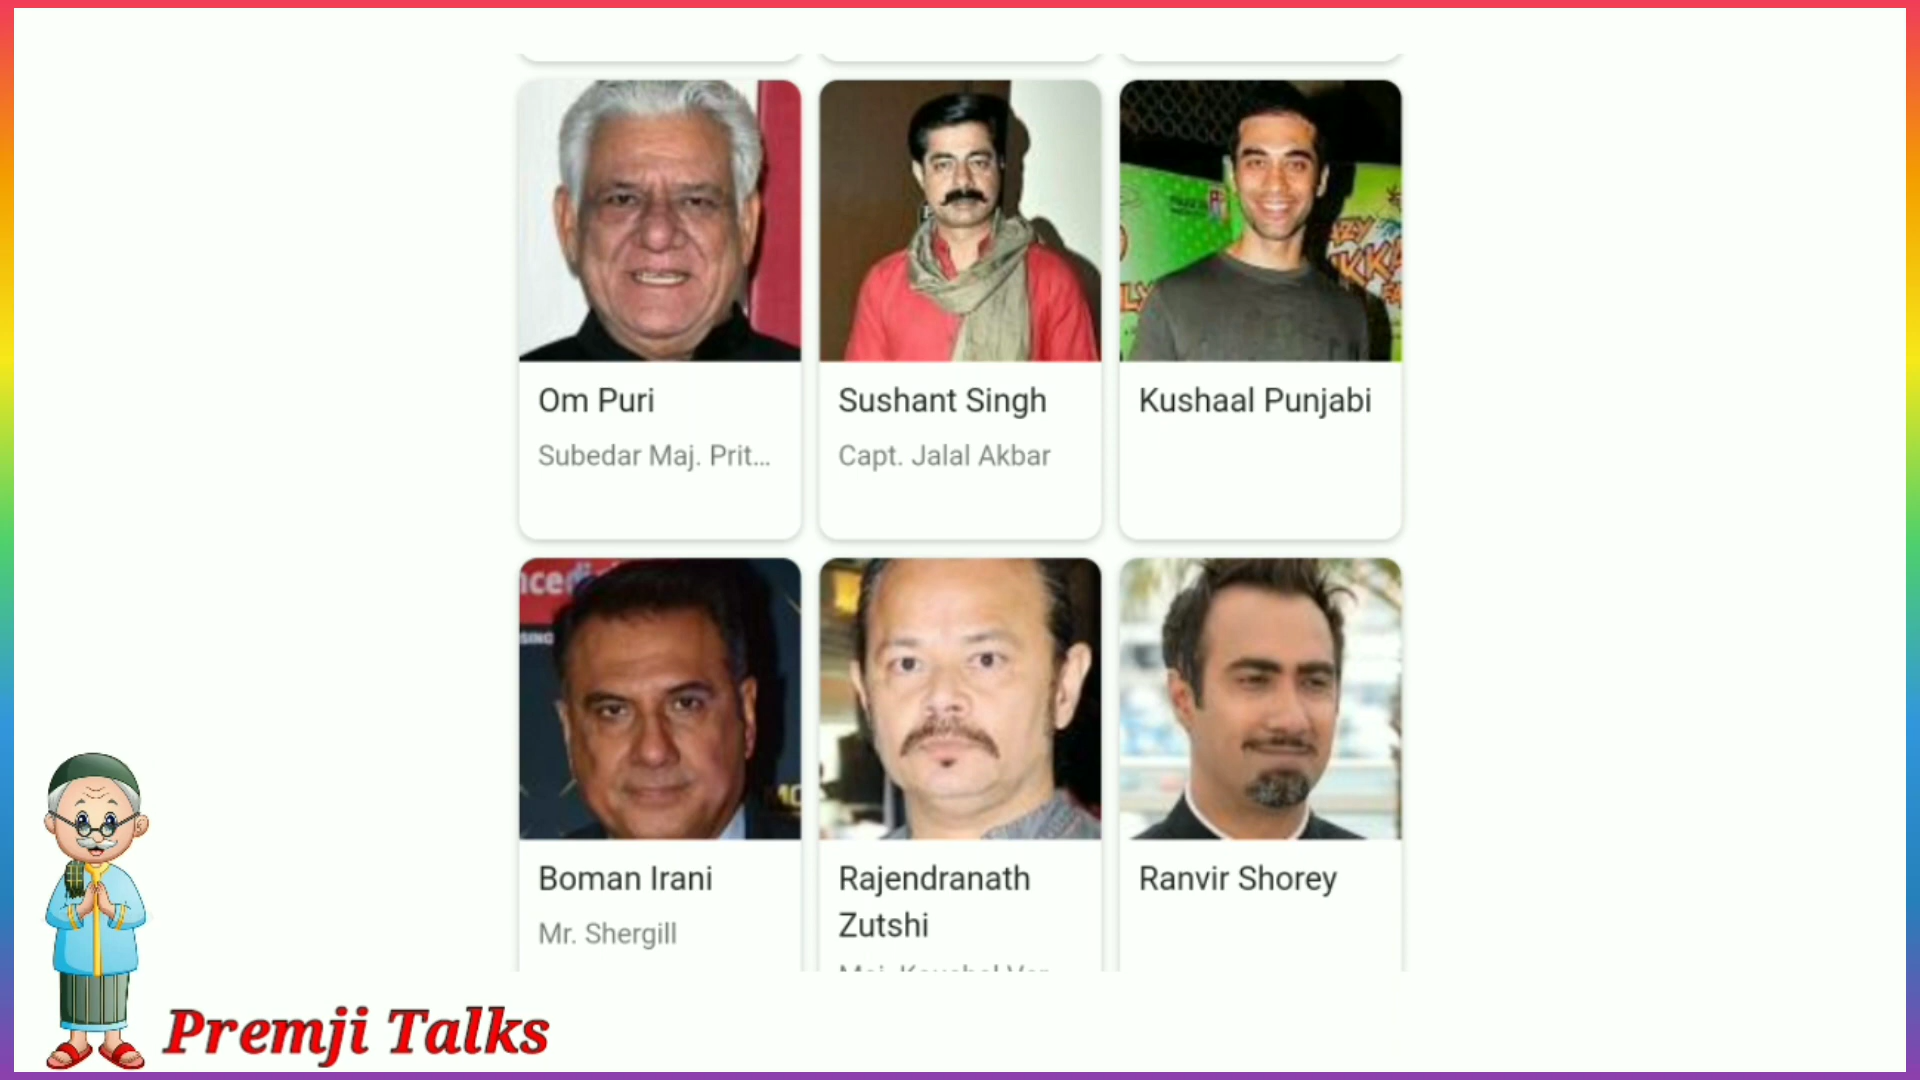 Om Puri
Sushant Singh
Kushaal Punjabi
Subedar Maj. Prit...
Capt. Jalal Akbar
Boman Irani
Rajendranath
Zutshi
Ranvir Shorey
Mr. Shergill
Premji Talks